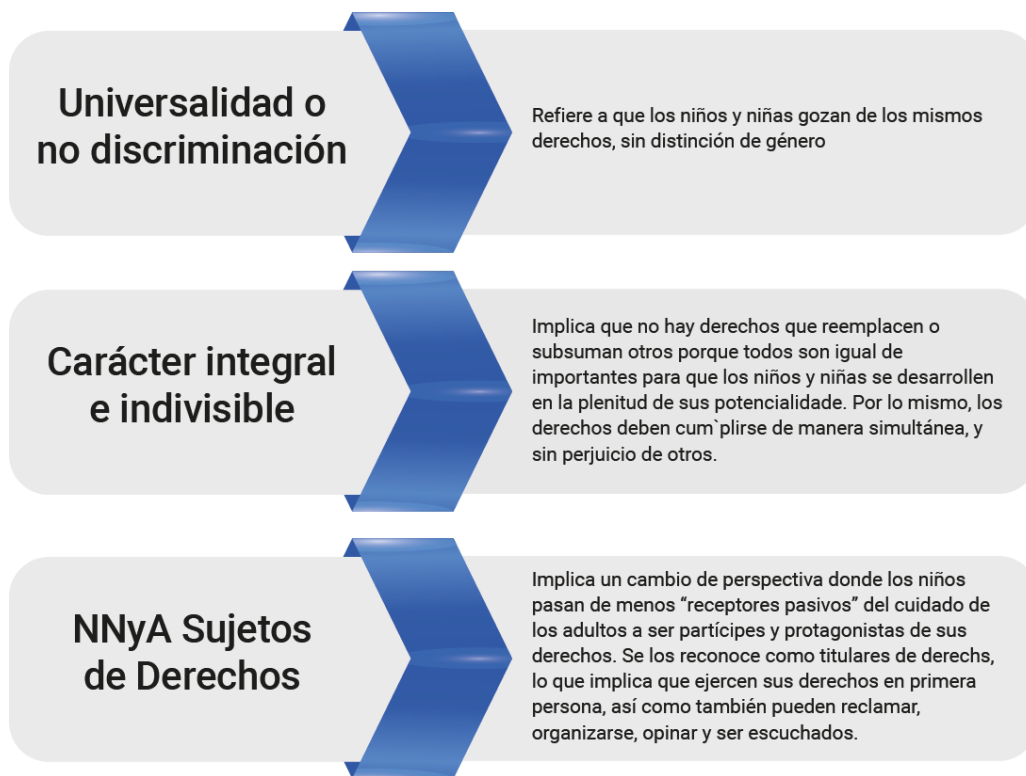 Universalidad o
no discriminación
Refiere a que los niños y niñas gozan de los mismos
derechos, sin distinción de género
Carácter integral
e indivisible
Implica que no hay derechos que reemplacen o
subsuman otros porque todos son igual de
importantes para que los niños y niñas se desarrollen
en la plenitud de sus potencialidade. Por lo mismo, los
derechos deben cum`plirse de manera simultánea, y
sin perjuicio de otros.
NNyA Sujetos
de Derechos
Implica un cambio de perspectiva donde los niños
pasan de menos “receptores pasivos” del cuidado de
los adultos a ser partícipes y protagonistas de sus
derechos. Se los reconoce como titulares de derechs,
lo que implica que ejercen sus derechos en primera
persona, así como también pueden reclamar,
organizarse, opinar y ser escuchados.